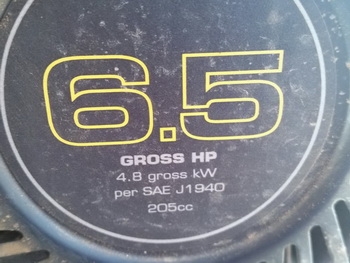 6.5
GROSS HP
4.8 gross kW
per SAE J1940
205cc